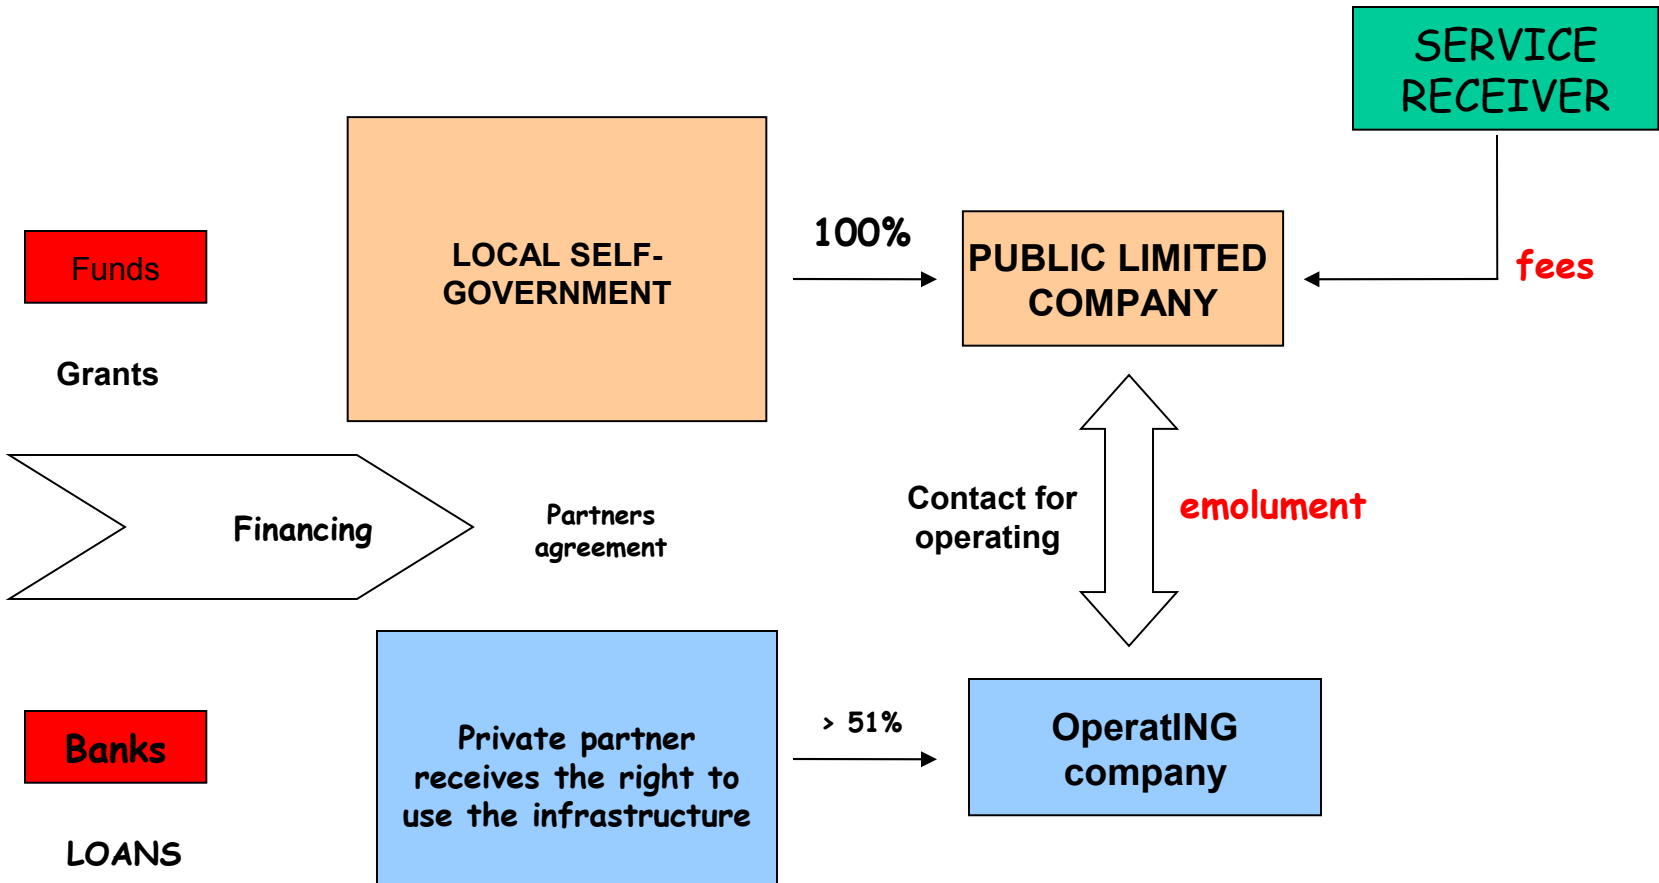 SERVICE
RECEIVER
Funds
Grants
LOCAL SELF-
GOVERNMENT
100%
PUBLIC LIMITED
COMPANY
fees
Financing
Partners
agreement
Contact for
operating
emolument
Banks
LOANS
Private partner
receives the right to
use the infrastructure
> 51%
OperatING
company